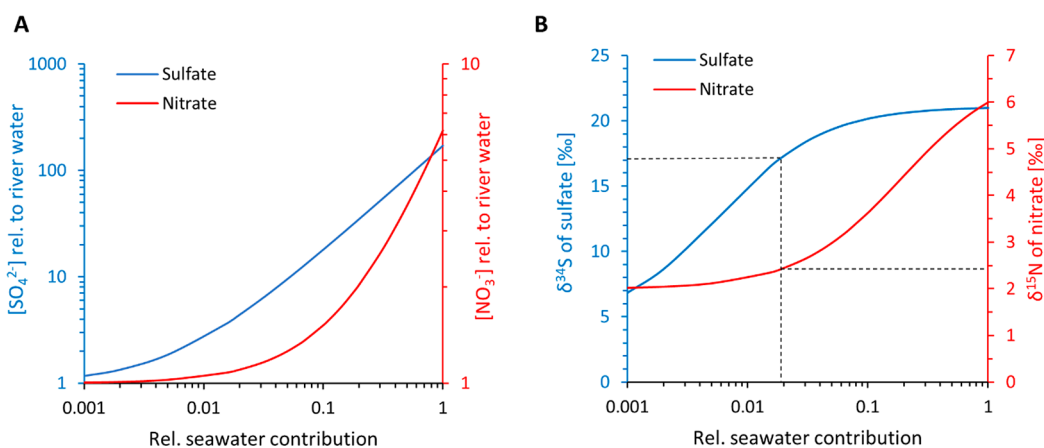 A
B
Sulfate
Nitrate
[SO₄²⁻] rel. to river water
1000
100
10
1
[NO₃⁻] rel. to river water
10
1
0.001
0.01
0.1
1
Rel. seawater contribution
Sulfate
Nitrate
δ³⁴S of sulfate [‰]
25
20
15
10
5
0
δ¹⁵N of nitrate [‰]
7
6
5
4
3
2
1
0
0.001
0.01
0.1
1
Rel. seawater contribution